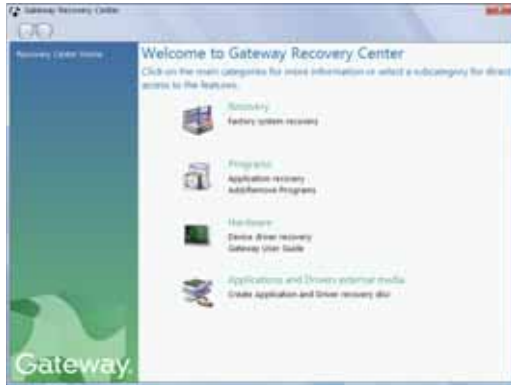 Gateway Recovery Center
Recovery Center Home
Welcome to Gateway Recovery Center
Click on the main categories for more information or select a subcategory for direct
access to the features.
Recovery
Factory system recovery
Programs
Application recovery
Add/Remove Programs
Hardware
Device driver recovery
Gateway User Guide
Applications and Drivers external media
Create Application and Driver recovery disc
Gateway.